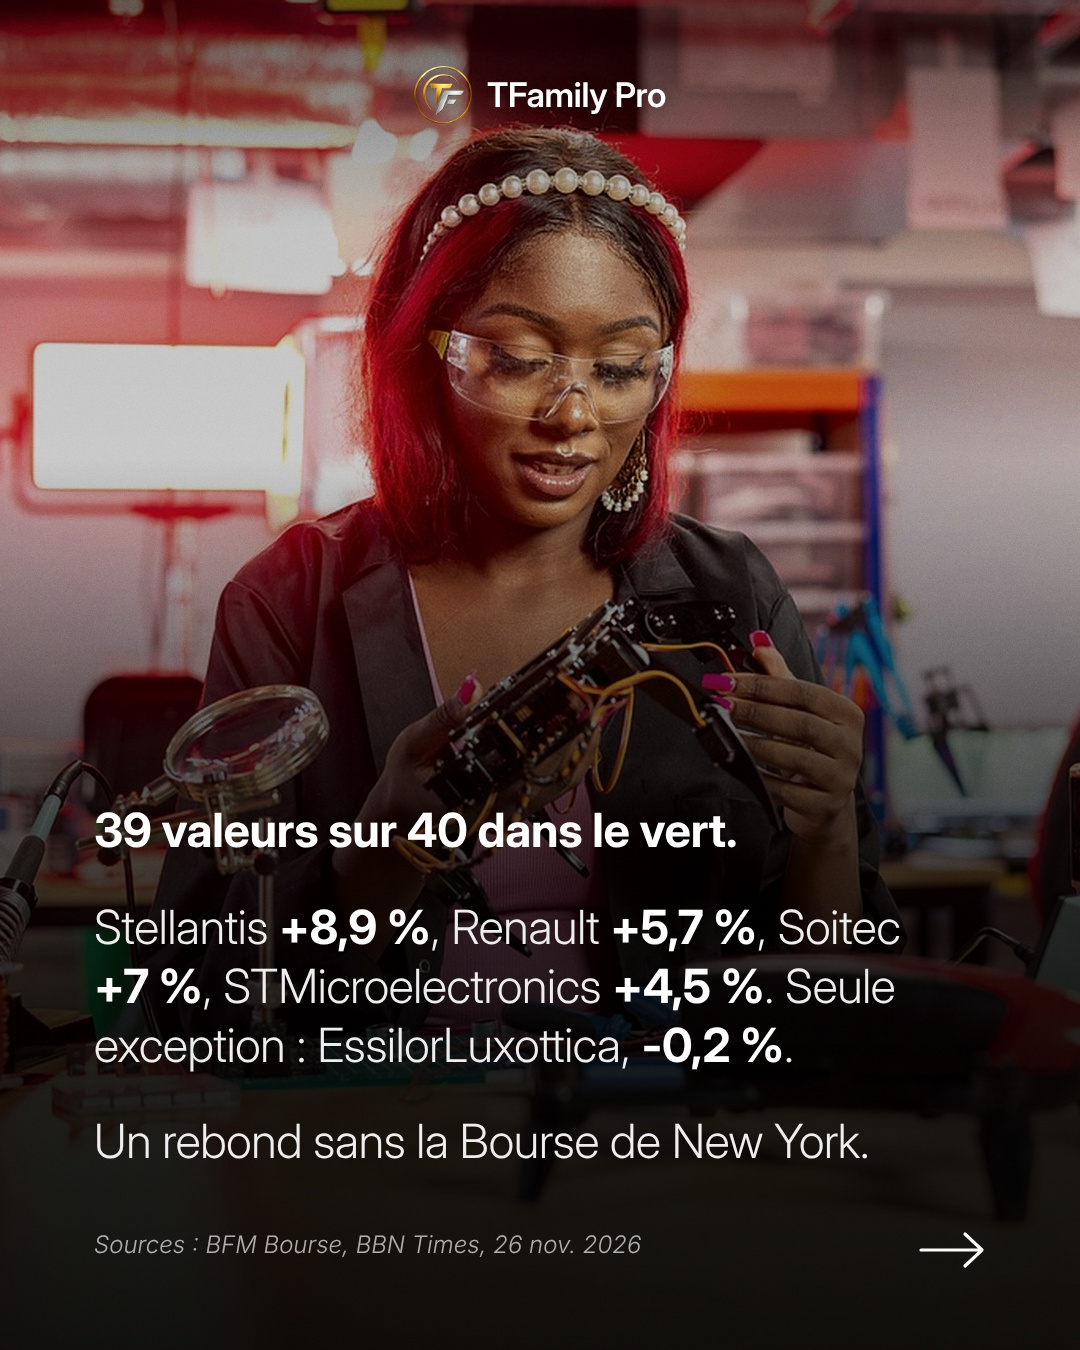 TF TFamily Pro
39 valeurs sur 40 dans le vert.
Stellantis +8,9 %, Renault +5,7 %, Soitec
+7 %, STMicroelectronics +4,5 %. Seule
exception : EssilorLuxottica, -0,2 %.
Un rebond sans la Bourse de New York.
Sources : BFM Bourse, BBN Times, 26 nov. 2026